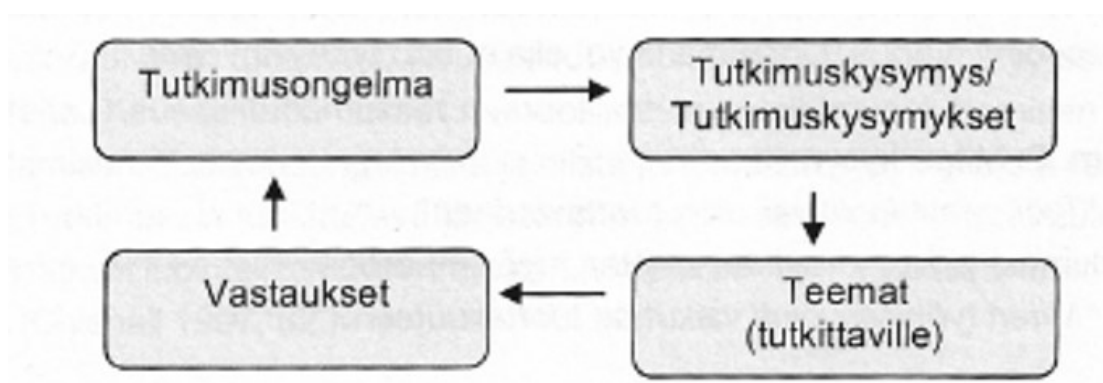 Tutkimusongelma
Tutkimuskysymys/
Tutkimuskysymykset
Vastaukset
Teemat
(tutkittaville)